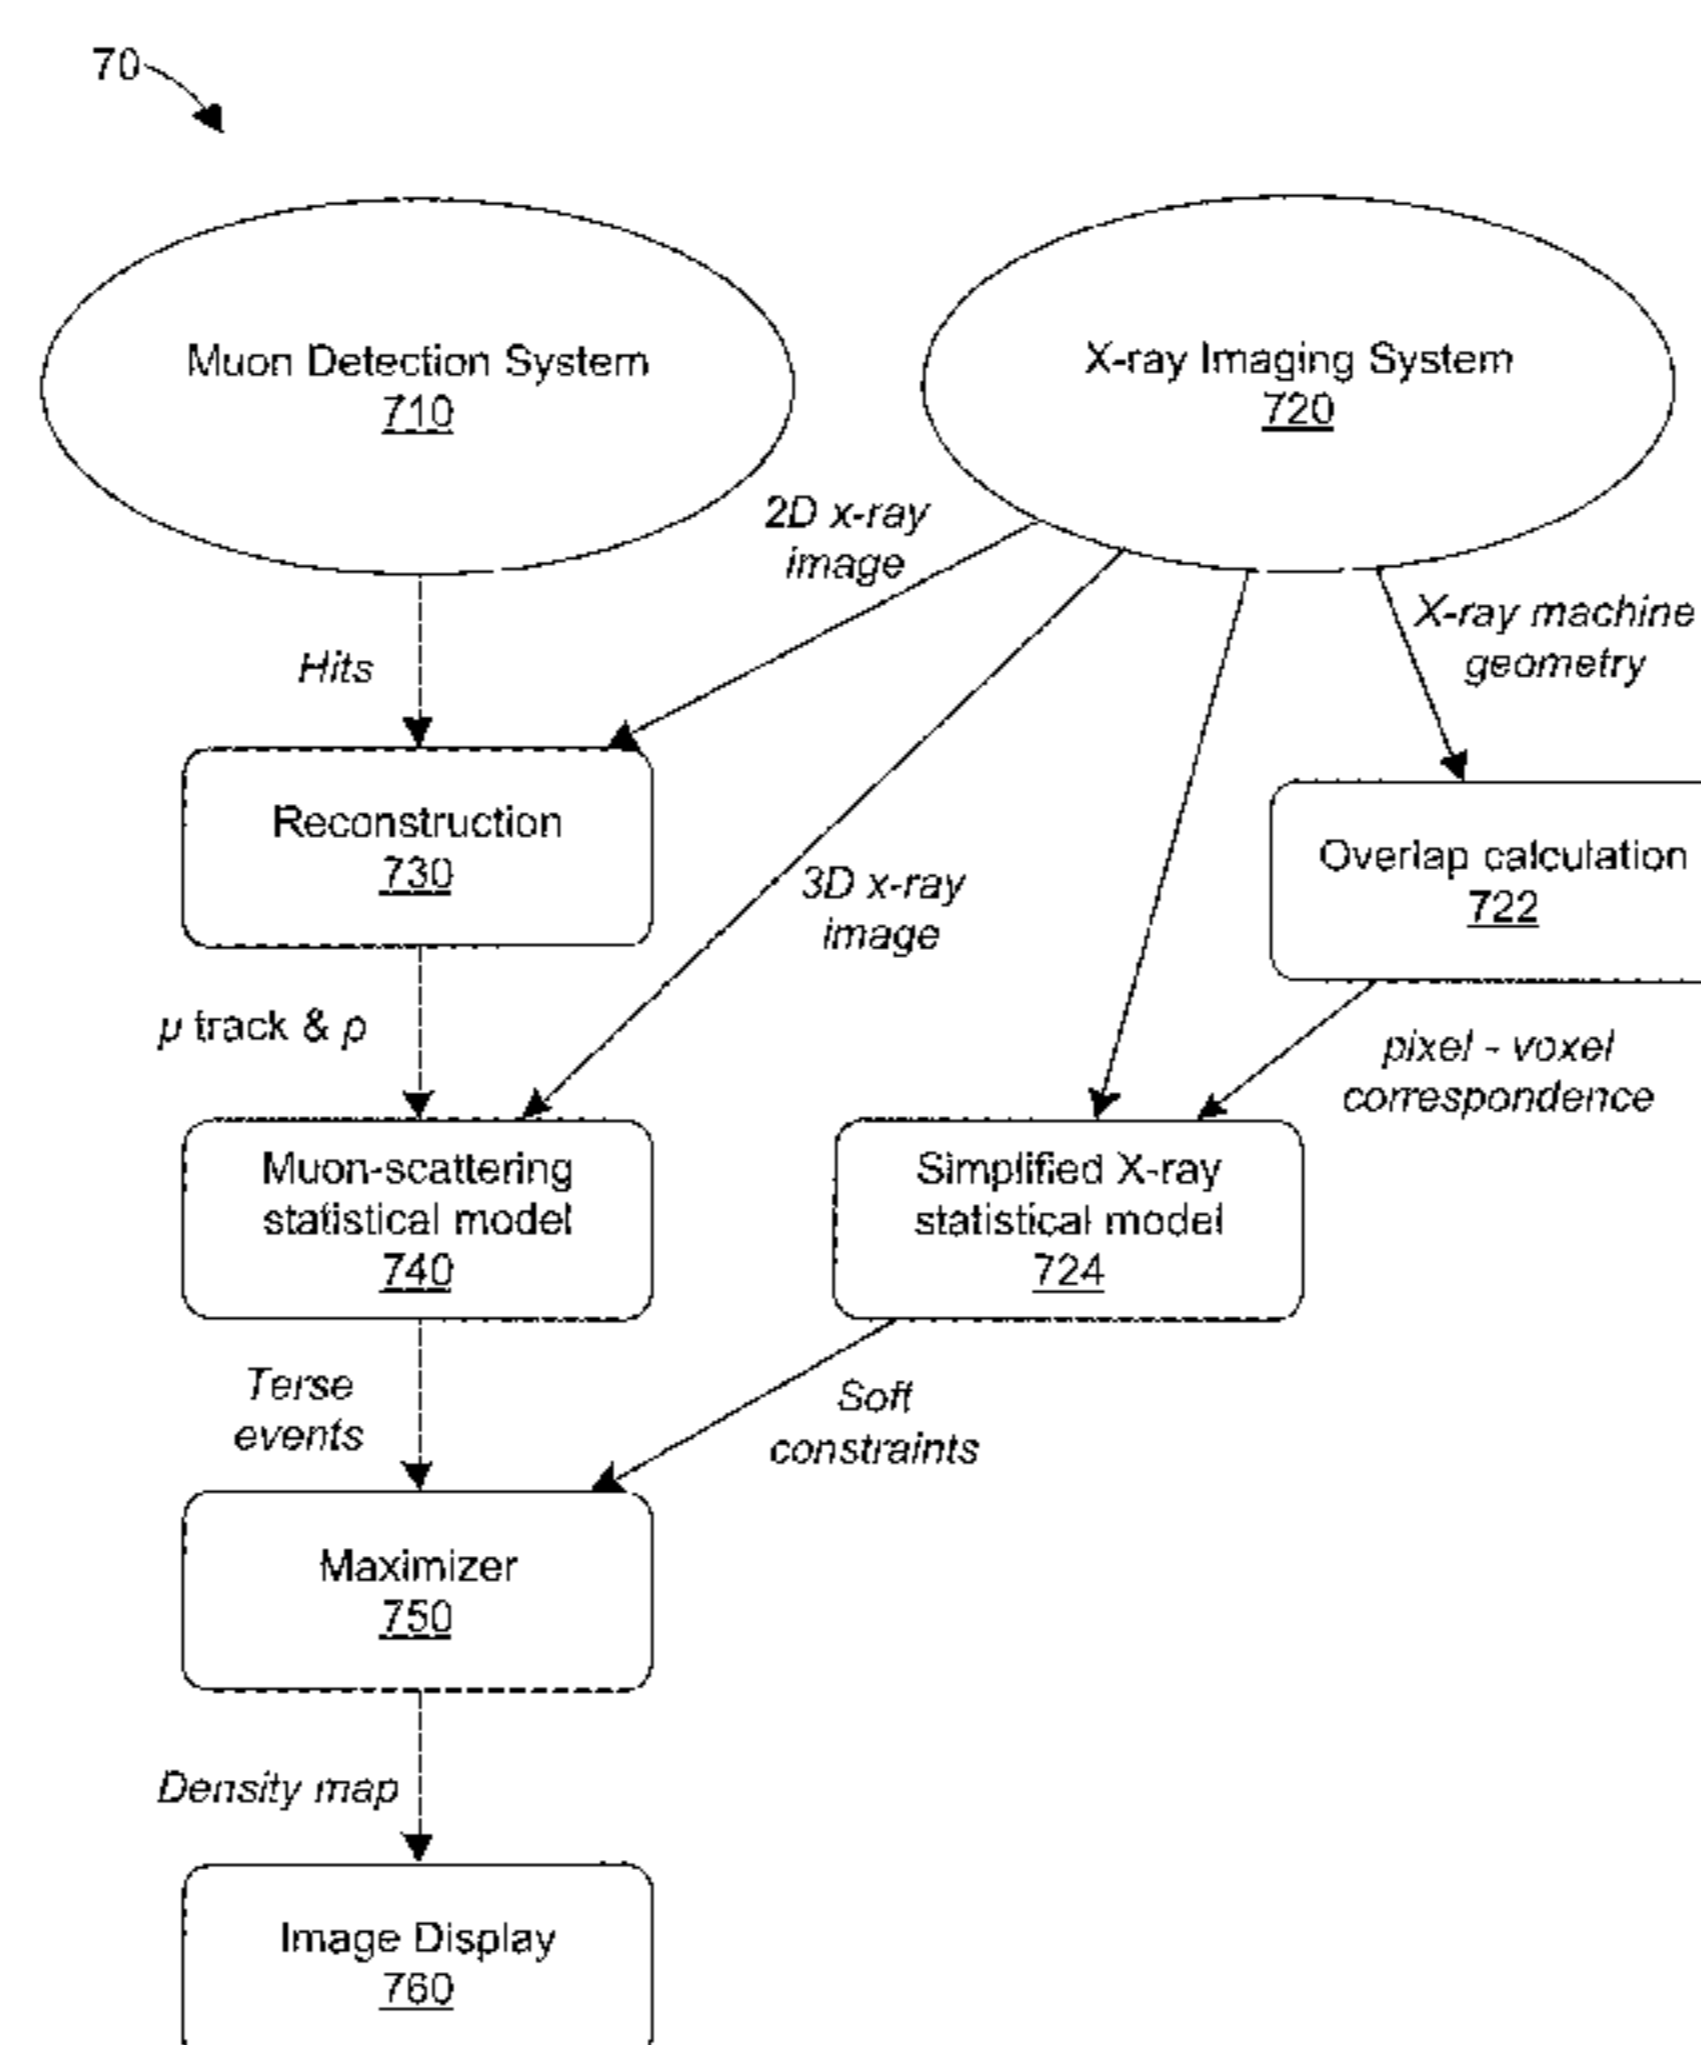 70
Muon Detection System
710
X-ray Imaging System
720
2D x-ray
image
X-ray machine
geometry
Hits
Reconstruction
730
Overlap calculation
722
3D x-ray
image
μ track & ρ
pixel - voxel
correspondence
Muon-scattering
statistical model
740
Simplified X-ray
statistical model
724
Terse
events
Soft
constraints
Maximizer
750
Density map
Image Display
760